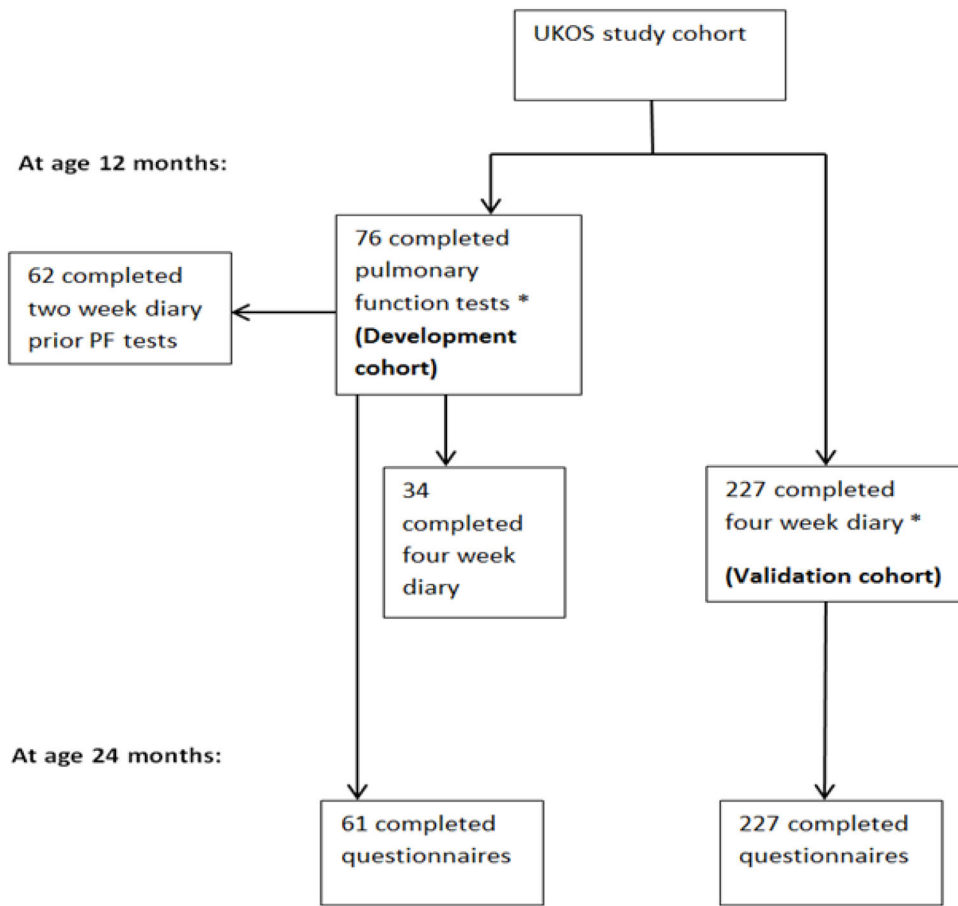 UKOS study cohort
At age 12 months:
76 completed
pulmonary
function tests *
(Development
cohort)
62 completed
two week diary
prior PF tests
34
completed
four week
diary
227 completed
four week diary *
(Validation cohort)
At age 24 months:
61 completed
questionnaires
227 completed
questionnaires